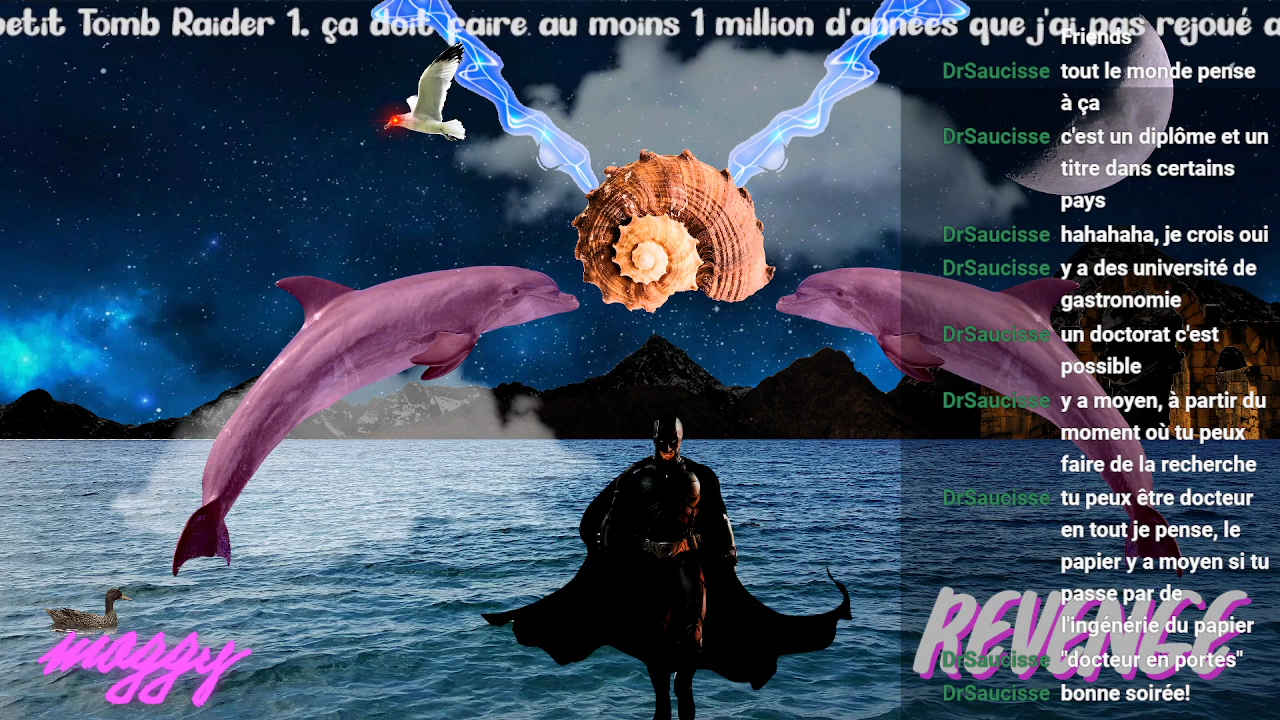 petit Tomb Raider 1. ça doit faire au moins 1 million d'années que j'ai pas rejoué a
Friends
DrSaucisse tout le monde pense
à ça
DrSaucisse c'est un diplôme et un
titre dans certains
pays
DrSaucisse hahahaha, je crois oui
DrSaucisse y a des université de
gastronomie
DrSaucisse un doctorat c'est
possible
DrSaucisse y a moyen, à partir du
moment où tu peux
faire de la recherche
DrSaucisse tu peux être docteur
en tout je pense, le
papier y a moyen si tu
passe par de
l'ingénérie du papier
DrSaucisse "docteur en portes"
DrSaucisse bonne soirée!
moggy
REVENGE